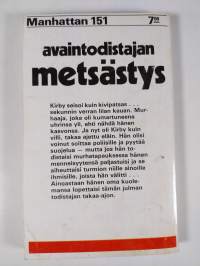 Manhattan 151
7.95
avaintodistajan
metsästys
Kirby seisoi kuin kivipatsas . . .
sekunnin verran liian kauan. Mur-
haaja, joka oli kumartuneena
uhrinsa yli, ehti nähdä hänen
kasvonsa. Ja nyt oli Kirby kuin
villi, takaa ajettu eläin. Hän olisi
voinut soittaa poliisille ja pyytää
suojelua — mutta jos hän to-
distaisi murhatapauksessa hänen
menneisyytensä paljastuisi ja se
aiheuttaisi turmion niille ainoille
ihmisille, joista hän välitti . . .
Ainoastaan hänen oma kuole-
mansa lopettaisi tämän julman
todistajan takaa-ajon.